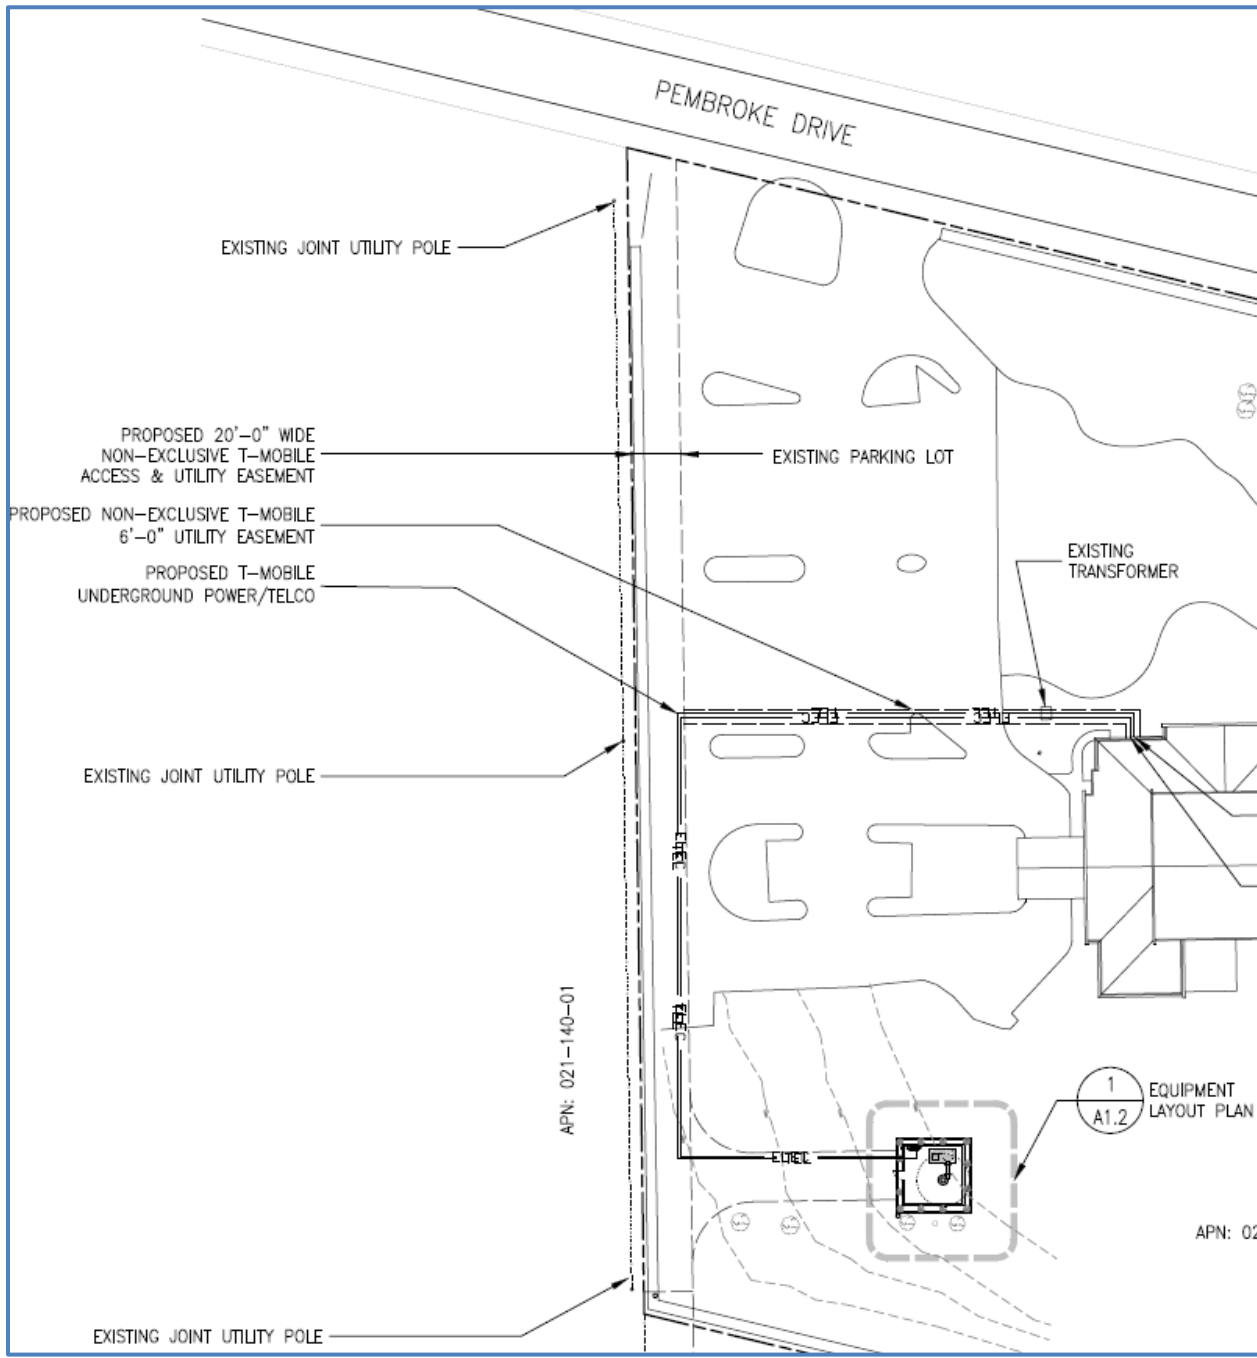 PEMBROKE DRIVE
EXISTING JOINT UTILITY POLE
PROPOSED 20'-0" WIDE
NON-EXCLUSIVE T-MOBILE
ACCESS & UTILITY EASEMENT
EXISTING PARKING LOT
PROPOSED NON-EXCLUSIVE T-MOBILE
6'-0" UTILITY EASEMENT
EXISTING
TRANSFORMER
PROPOSED T-MOBILE
UNDERGROUND POWER/TELCO
EXISTING JOINT UTILITY POLE
APN: 021-140-01
1
A1.2
EQUIPMENT
LAYOUT PLAN
APN: 02
EXISTING JOINT UTILITY POLE